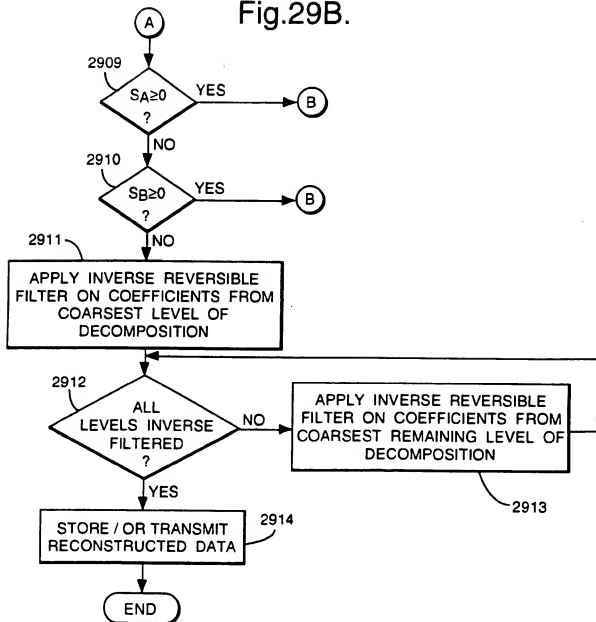 Fig.29B.
A
2909
SA≥0
?
YES
B
NO
2910
SB≥0
?
YES
B
NO
2911
APPLY INVERSE REVERSIBLE
FILTER ON COEFFICIENTS FROM
COARSEST LEVEL OF
DECOMPOSITION
2912
ALL
LEVELS INVERSE
FILTERED
?
NO
APPLY INVERSE REVERSIBLE
FILTER ON COEFFICIENTS FROM
COARSEST REMAINING LEVEL OF
DECOMPOSITION
2913
YES
STORE / OR TRANSMIT
RECONSTRUCTED DATA
2914
END